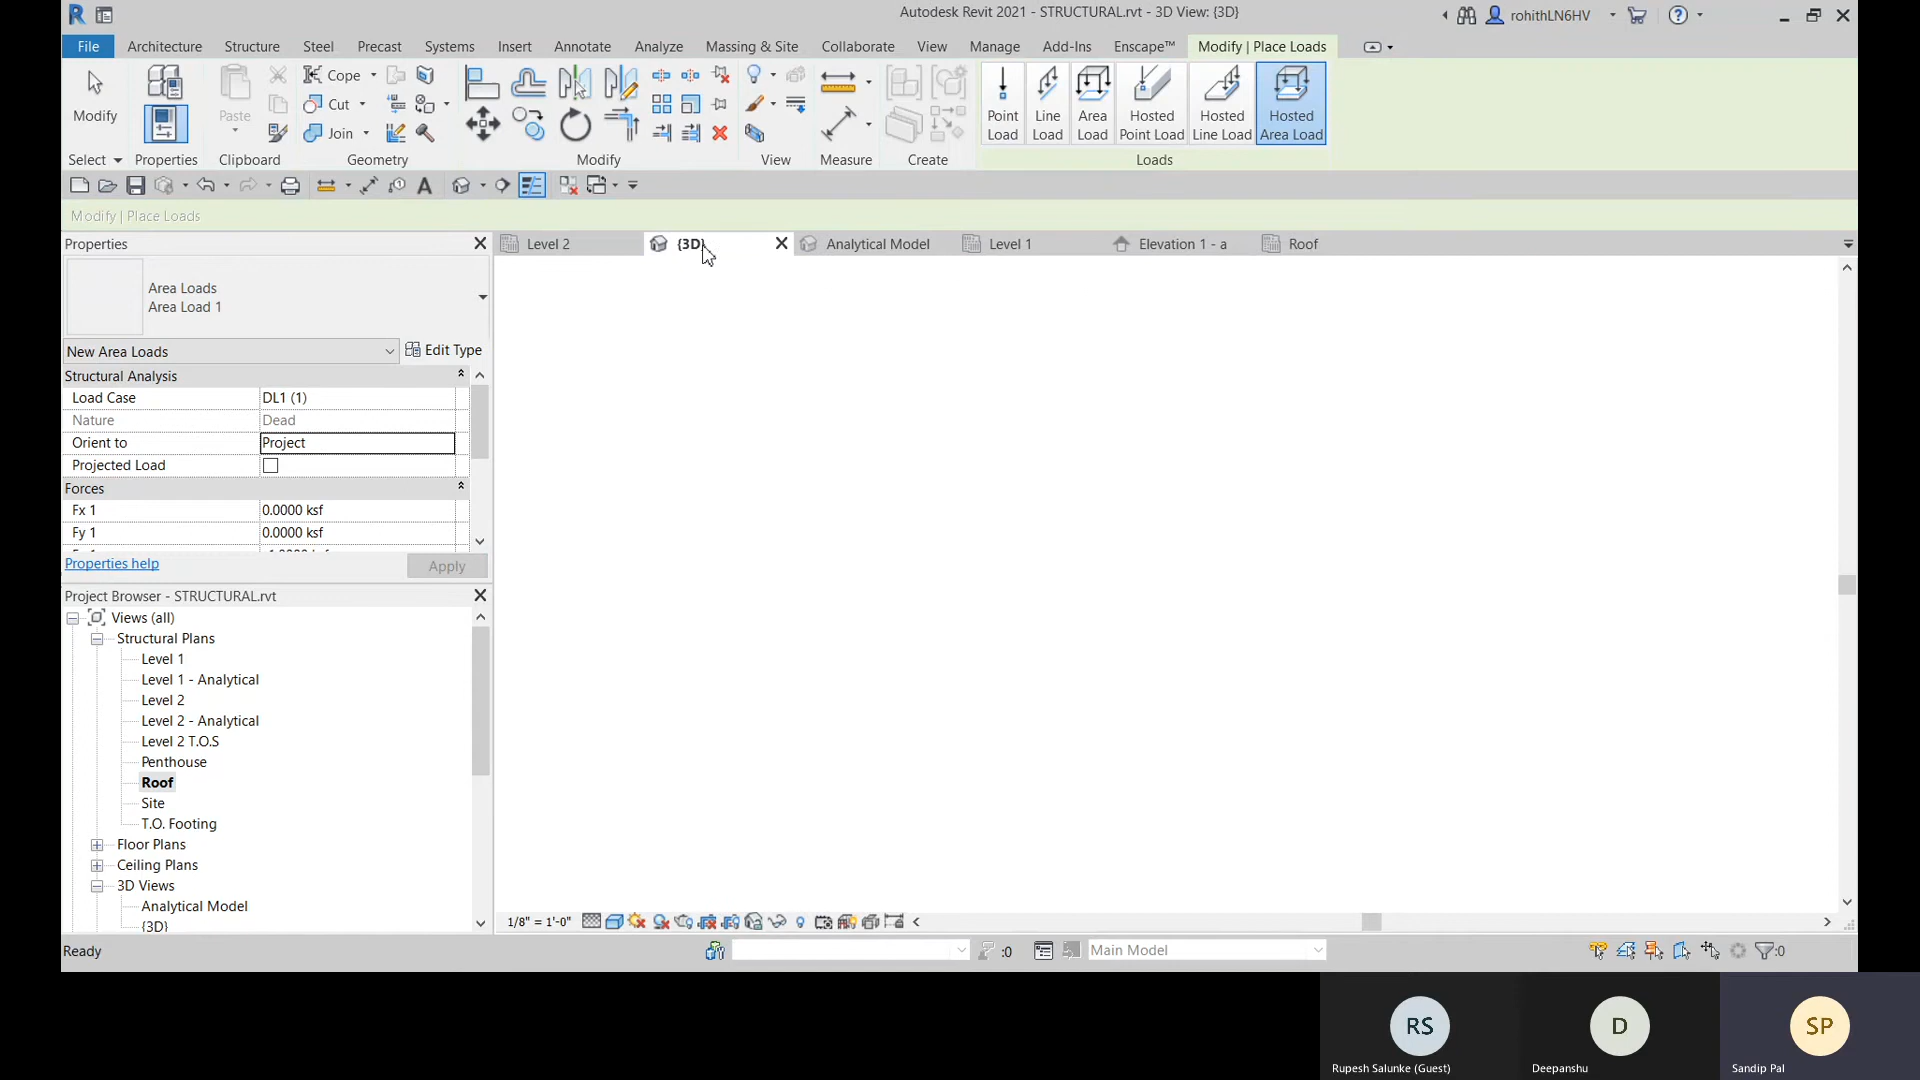 Autodesk Revit 2021 - STRUCTURAL.rvt - 3D View: {3D}
rohithLN6HV
File Architecture Structure Steel Precast Systems Insert Annotate Analyze Massing & Site Collaborate View Manage Add-Ins Enscape™ Modify | Place Loads
Modify
Paste
Cope
Cut
Join
Point Load
Line Load
Area Load
Hosted Point Load
Hosted Line Load
Hosted Area Load
Select Properties Clipboard Geometry Modify View Measure Create Loads
Modify | Place Loads
Properties
Level 2 {3D} Analytical Model Level 1 Elevation 1 - a Roof
Area Loads
Area Load 1
New Area Loads Edit Type
Structural Analysis
Load Case DL1 (1)
Nature Dead
Orient to Project
Projected Load
Forces
Fx 1 0.0000 ksf
Fy 1 0.0000 ksf
Properties help Apply
Project Browser - STRUCTURAL.rvt
Views (all)
Structural Plans
Level 1
Level 1 - Analytical
Level 2
Level 2 - Analytical
Level 2 T.O.S
Penthouse
Roof
Site
T.O. Footing
Floor Plans
Ceiling Plans
3D Views
Analytical Model
{3D}
1/8" = 1'-0"
Ready :0 Main Model :0
RS D SP
Rupesh Salunke (Guest) Deepanshu Sandip Pal